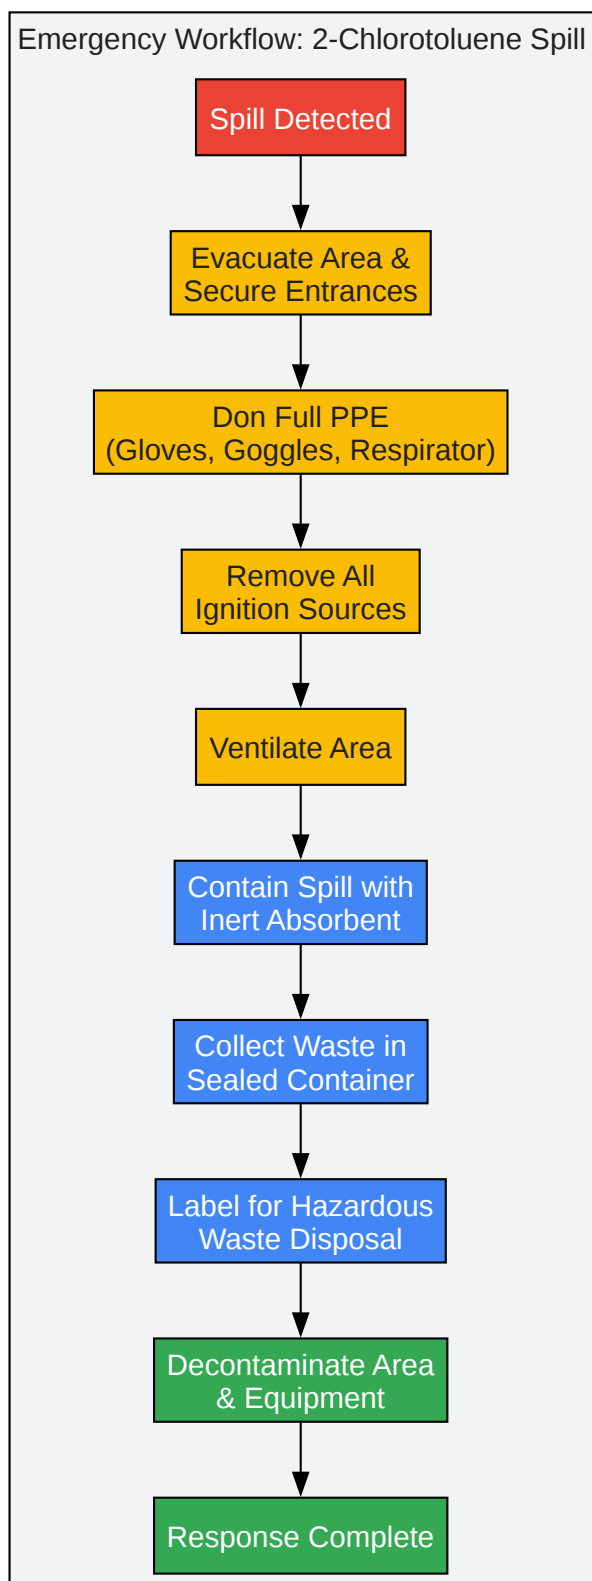 Emergency Workflow: 2-Chlorotoluene Spill
Spill Detected
Evacuate Area &
Secure Entrances
Don Full PPE
(Gloves, Goggles, Respirator)
Remove All
Ignition Sources
Ventilate Area
Contain Spill with
Inert Absorbent
Collect Waste in
Sealed Container
Label for Hazardous
Waste Disposal
Decontaminate Area
& Equipment
Response Complete